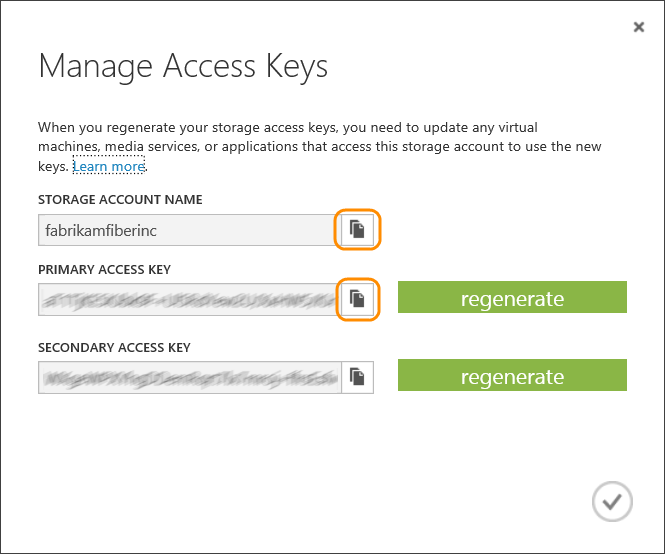 Manage Access Keys
When you regenerate your storage access keys, you need to update any virtual
machines, media services, or applications that access this storage account to use the new
keys. Learn more.
STORAGE ACCOUNT NAME
fabrikamfiberinc
PRIMARY ACCESS KEY
regenerate
SECONDARY ACCESS KEY
regenerate